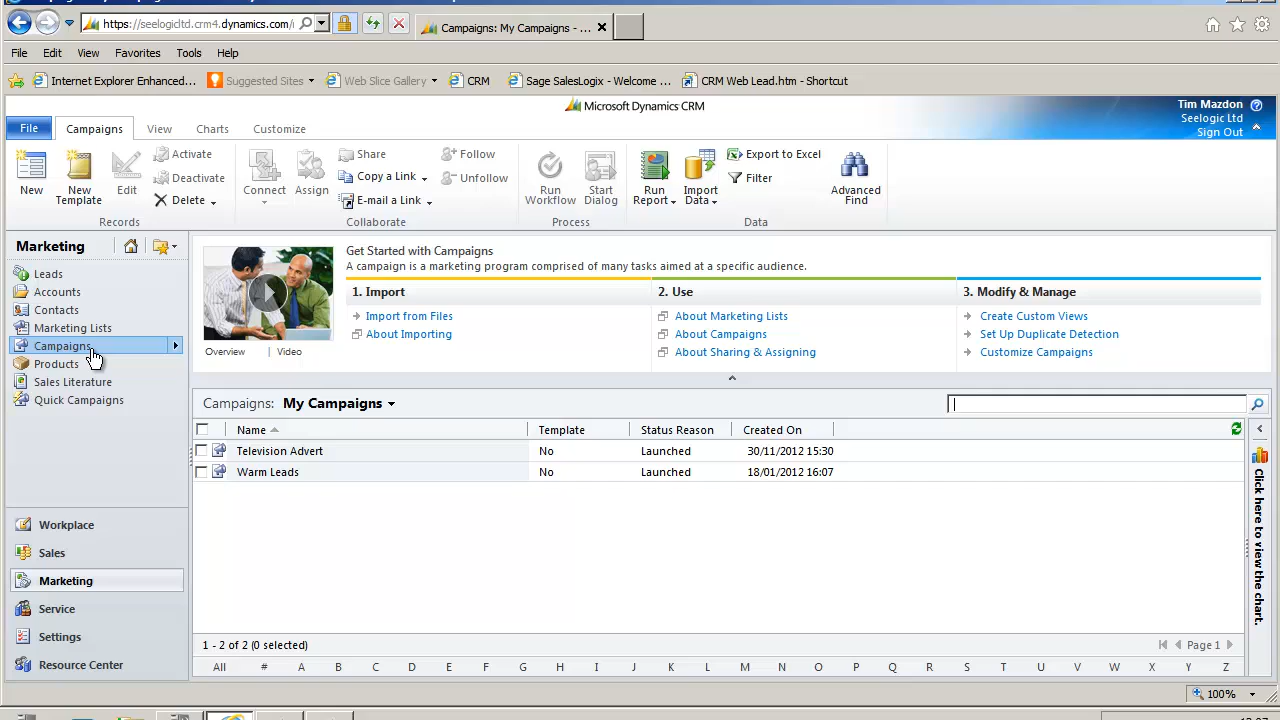 https://seelogicltd.crm4.dynamics.com/
Campaigns: My Campaigns - ...
File Edit View Favorites Tools Help
Internet Explorer Enhanced... Suggested Sites Web Slice Gallery CRM Sage SalesLogix - Welcome ... CRM Web Lead.htm - Shortcut
Microsoft Dynamics CRM
Tim Mazdon
Seelogic Ltd
Sign Out
File Campaigns View Charts Customize
New
New Template
Edit
Activate
Deactivate
Delete
Records
Connect
Assign
Share
Copy a Link
E-mail a Link
Follow
Unfollow
Collaborate
Run Workflow
Start Dialog
Process
Run Report
Import Data
Export to Excel
Filter
Advanced Find
Data
Marketing
Leads
Accounts
Contacts
Marketing Lists
Campaigns
Products
Sales Literature
Quick Campaigns
Workplace
Sales
Marketing
Service
Settings
Resource Center
Get Started with Campaigns
A campaign is a marketing program comprised of many tasks aimed at a specific audience.
Overview | Video
1. Import
Import from Files
About Importing
2. Use
About Marketing Lists
About Campaigns
About Sharing & Assigning
3. Modify & Manage
Create Custom Views
Set Up Duplicate Detection
Customize Campaigns
Campaigns: My Campaigns
Name Template Status Reason Created On
Television Advert No Launched 30/11/2012 15:30
Warm Leads No Launched 18/01/2012 16:07
Click here to view the chart.
1 - 2 of 2 (0 selected)
Page 1
All # A B C D E F G H I J K L M N O P Q R S T U V W X Y Z
100%